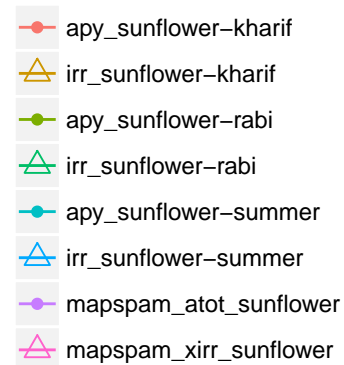 apy_sunflower−kharif
irr_sunflower−kharif
apy_sunflower−rabi
irr_sunflower−rabi
apy_sunflower−summer
irr_sunflower−summer
mapspam_atot_sunflower
mapspam_xirr_sunflower